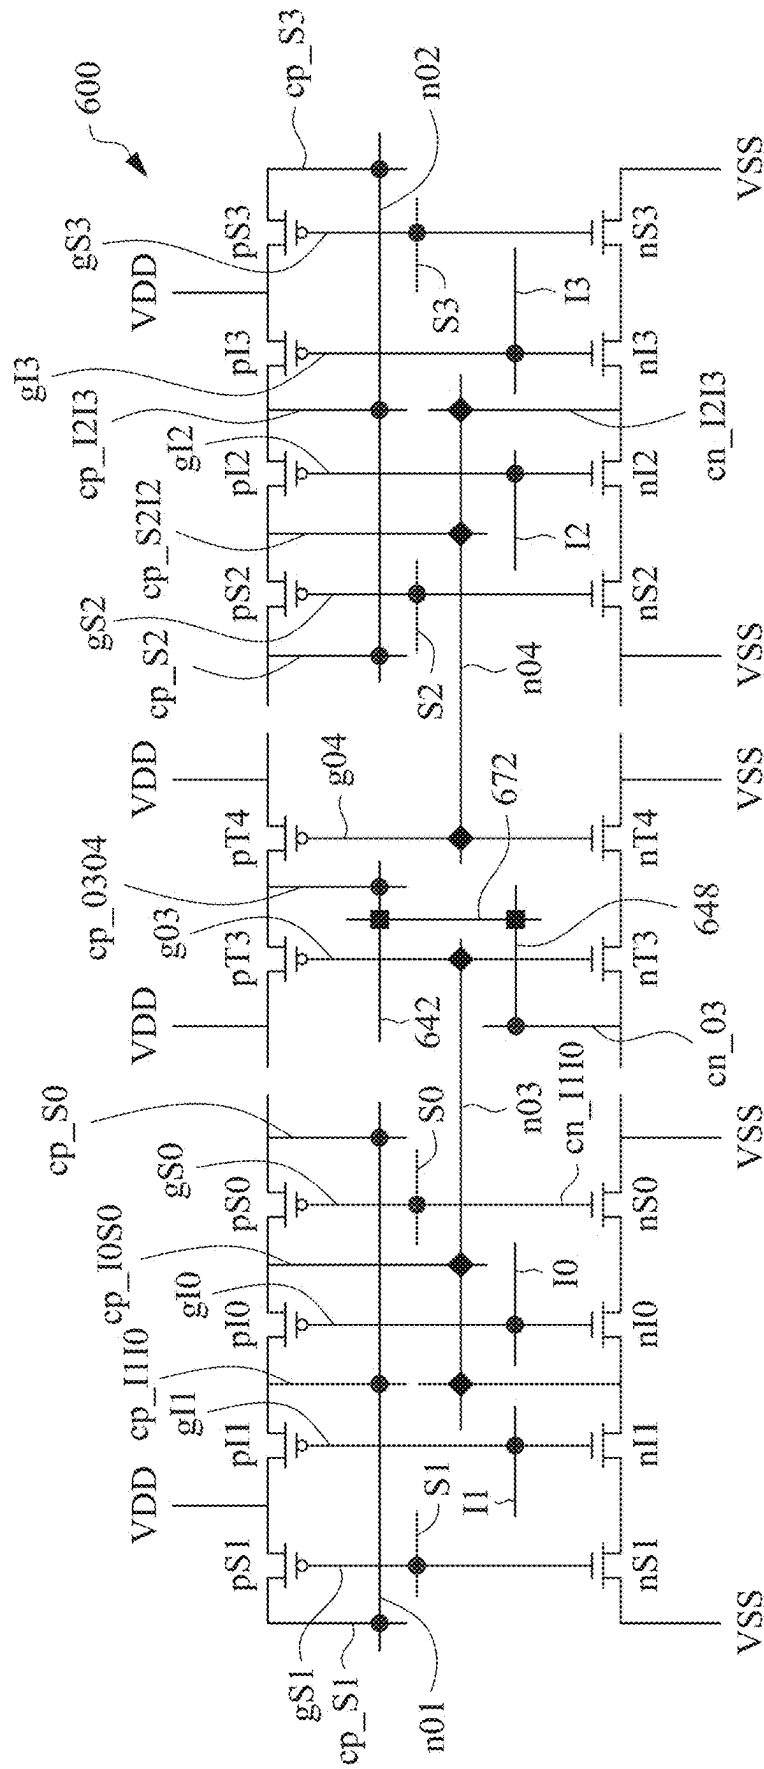 600
gI3
cp_S0
cp_I0S0
cp_0304
gS2
cp_I2I3
gS3
VDD
cp_I1I0
gS0
VDD
VDD
cp_S2
cp_S2I2
VDD
gI1
gI0
g03
gI2
pS1
pI1
pI0
pS0
pT3
pT4
pS2
pI2
pI3
pS3
gS1
g04
cp_S3
cp_S1
n01
S1
S0
642
S2
S3
n02
I1
n03
672
n04
I0
cn_I1I0
I2
I3
nS1
nI1
nI0
nS0
nT3
nT4
nS2
nI2
nI3
nS3
cn_03
648
cn_I2I3
VSS
VSS
VSS
VSS
VSS